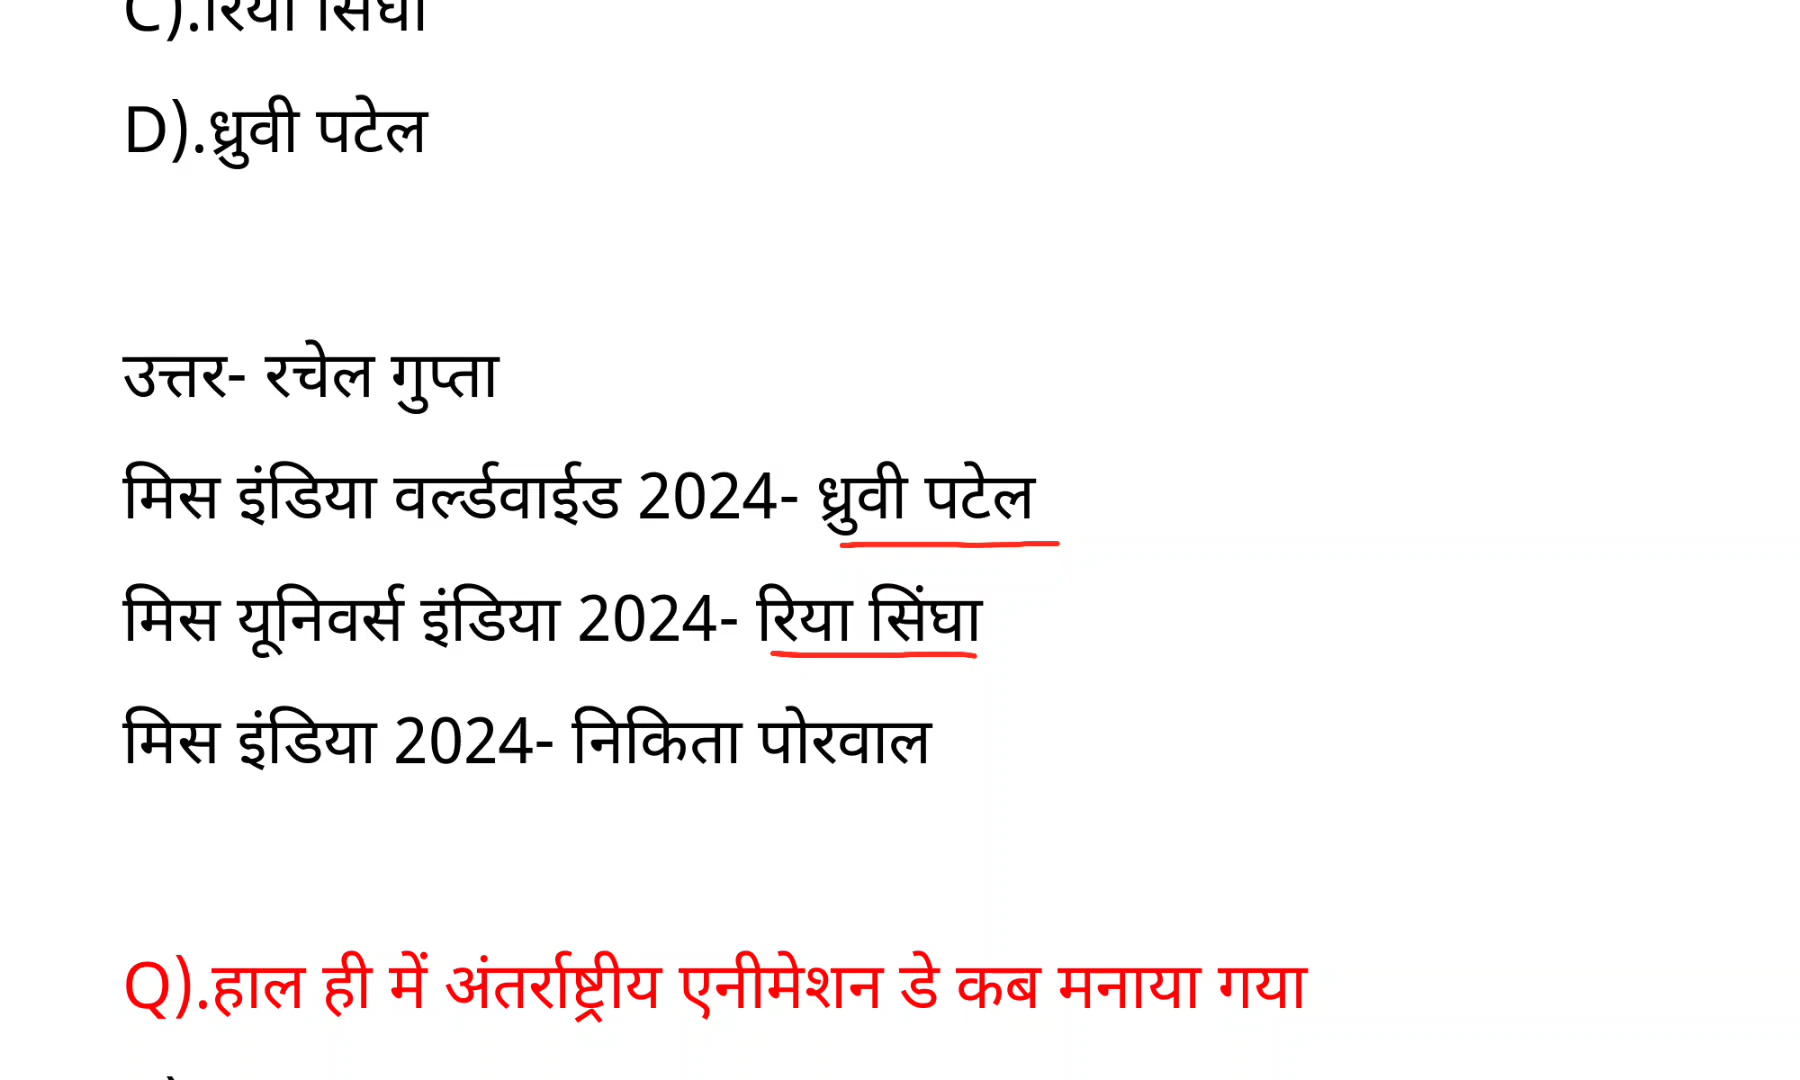 C).रिया सिंघा
D).ध्रुवी पटेल
उत्तर- रचेल गुप्ता
मिस इंडिया वर्ल्डवाईड 2024- ध्रुवी पटेल
मिस यूनिवर्स इंडिया 2024- रिया सिंघा
मिस इंडिया 2024- निकिता पोरवाल
Q).हाल ही में अंतर्राष्ट्रीय एनीमेशन डे कब मनाया गया